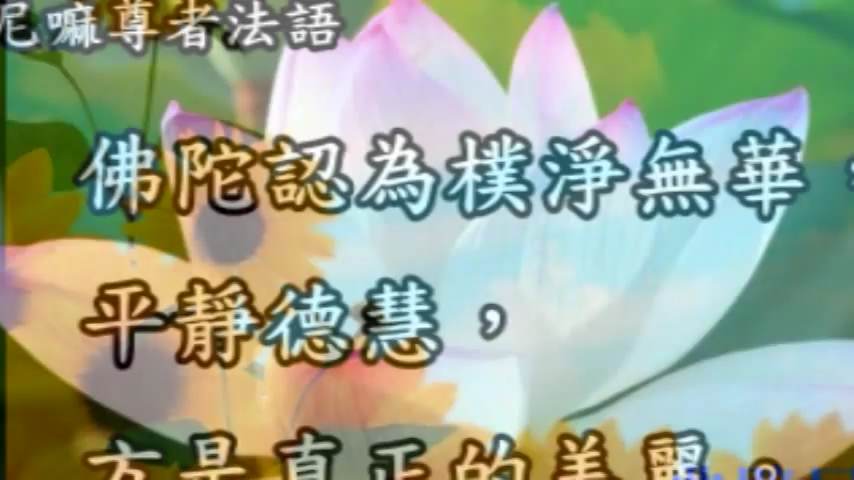 尼嘛尊者法語
佛陀認為樸淨無華，
平靜德慧，
方是真正的美麗。